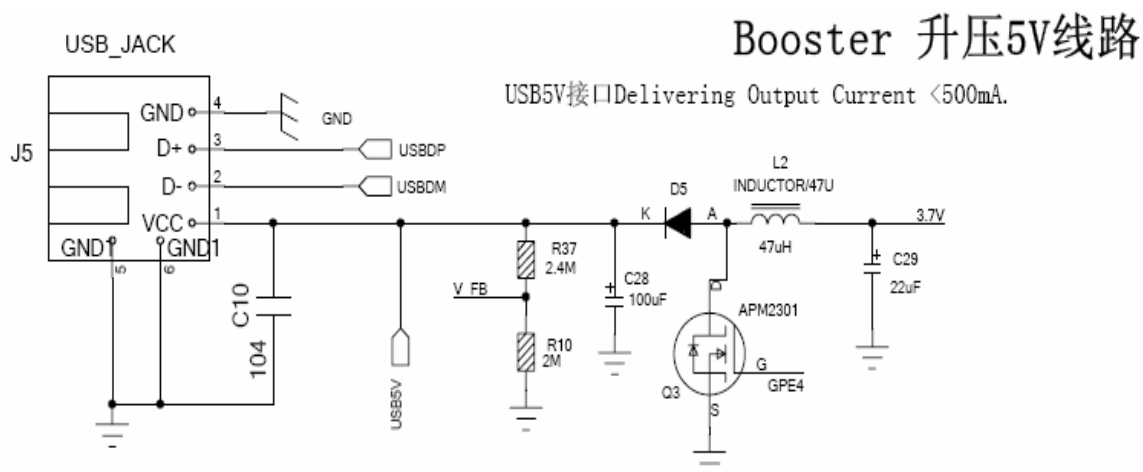 Booster 升压5V线路
USB5V接口Delivering Output Current <500mA.
USB_JACK
J5
GND
4
GND
D+
3
USBDP
D-
2
USBDM
VCC
1
GND1
GND1
5
6
C10
104
USB5V
V_FB
R37
2.4M
R10
2M
C28
100uF
K
D5
A
L2
INDUCTOR/47U
47uH
3.7V
C29
22uF
D
APM2301
G
GPE4
Q3
S